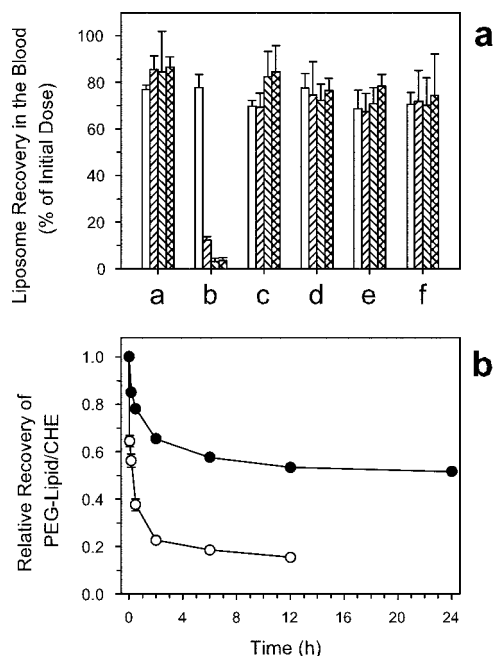 a
Liposome Recovery in the Blood
(% of Initial Dose)
100
80
60
40
20
0
a b c d e f
b
Relative Recovery of
PEG-Lipid/CHE
1.0
0.8
0.6
0.4
0.2
0.0
0 4 8 12 16 20 24
Time (h)